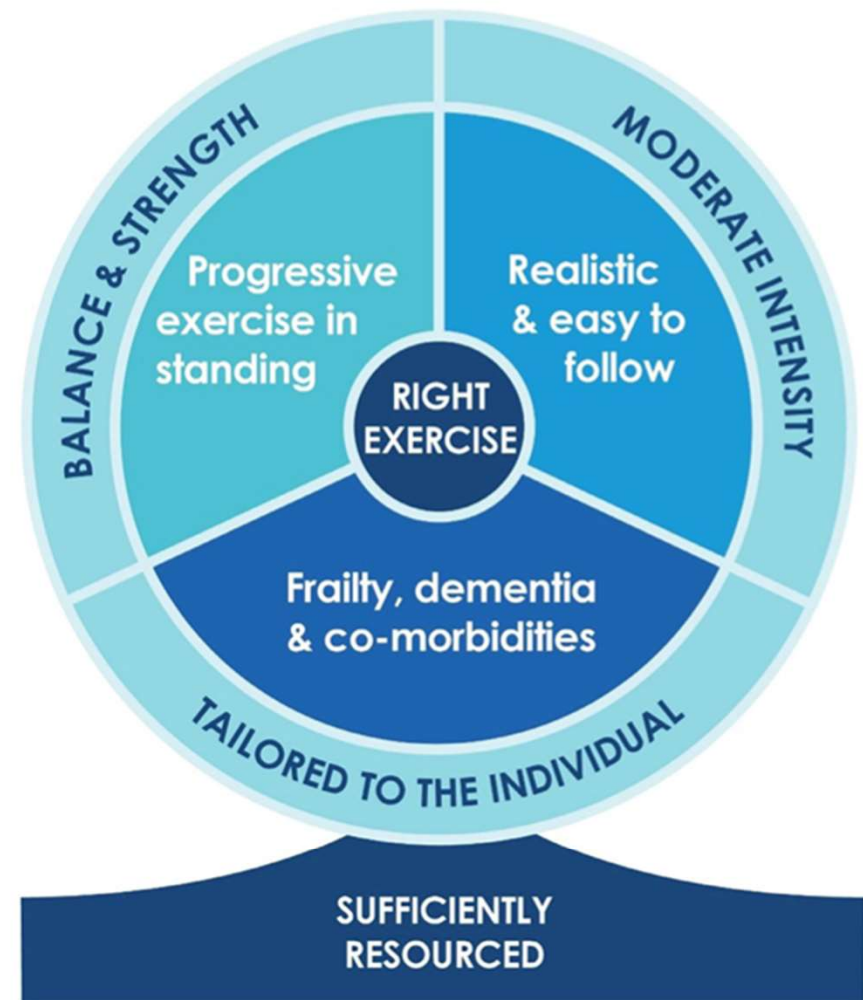 BALANCE & STRENGTH
MODERATE INTENSITY
Progressive
exercise in
standing
Realistic
& easy to
follow
RIGHT
EXERCISE
Frailty, dementia
& co-morbidities
TAILORED TO THE INDIVIDUAL
SUFFICIENTLY
RESOURCED